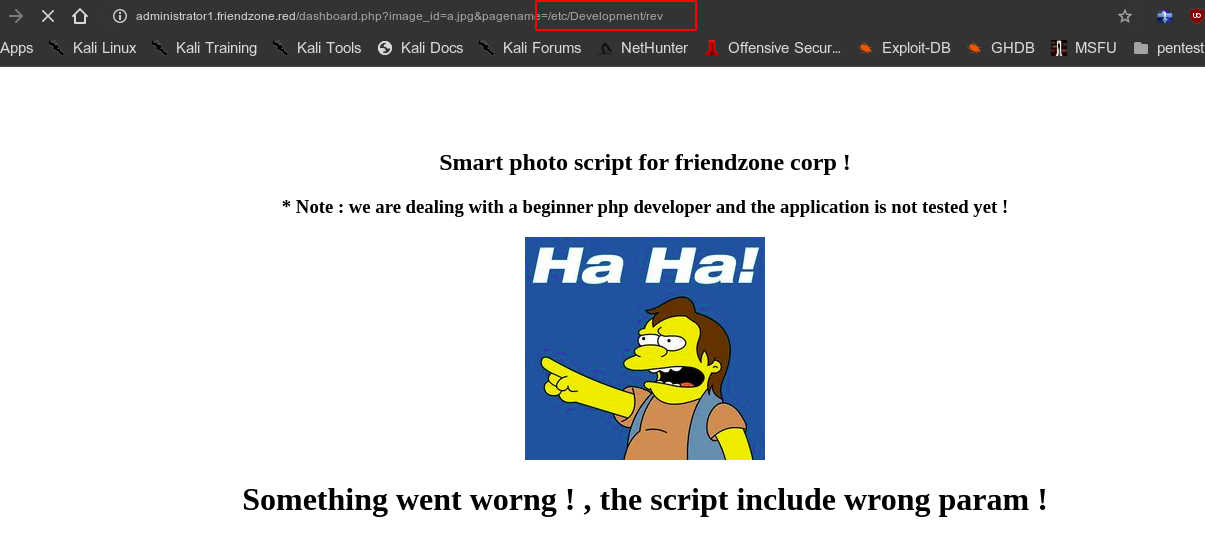 administrator1.friendzone.red/dashboard.php?image_id=a.jpg&pagename=/etc/Development/rev
Apps Kali Linux Kali Training Kali Tools Kali Docs Kali Forums NetHunter Offensive Secur... Exploit-DB GHDB MSFU pentest
Smart photo script for friendzone corp !
* Note : we are dealing with a beginner php developer and the application is not tested yet !
Ha Ha!
Something went worng ! , the script include wrong param !